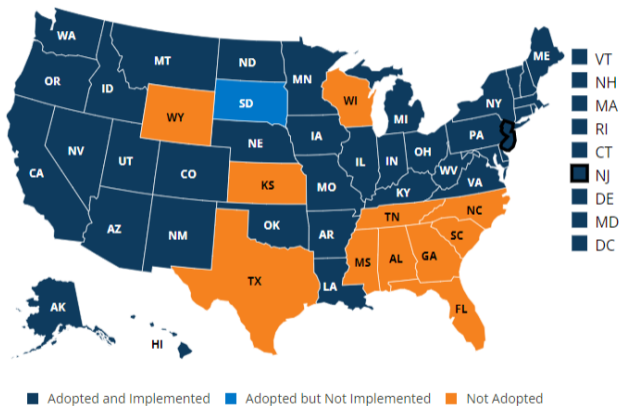 WA
ME
VT
MT
ND
MN
NH
OR
ID
WI
NY
MA
SD
MI
RI
WY
PA
IA
CT
NE
OH
NV
IL
IN
NJ
UT
WV
CA
CO
VA
DE
KS
MO
KY
MD
NC
TN
OK
DC
AZ
NM
AR
SC
MS
AL
GA
TX
LA
AK
FL
HI
Adopted and Implemented
Adopted but Not Implemented
Not Adopted